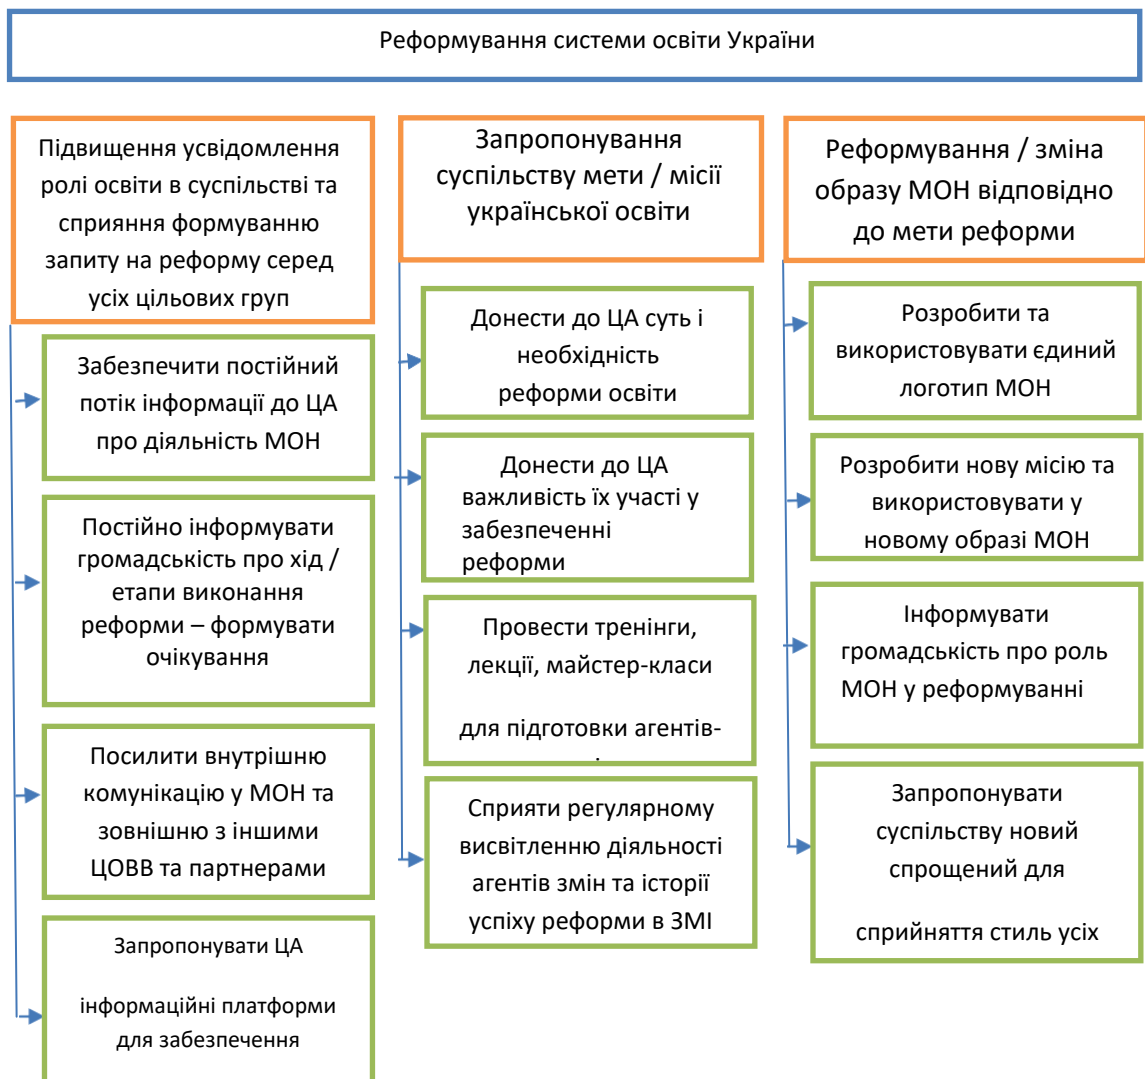 Реформування системи освіти України
Підвищення усвідомлення
ролі освіти в суспільстві та
сприяння формуванню
запиту на реформу серед
усіх цільових груп
Забезпечити постійний
потік інформації до ЦА
про діяльність МОН
Постійно інформувати
громадськість про хід /
етапи виконання
реформи – формувати
очікування
Посилити внутрішню
комунікацію у МОН та
зовнішню з іншими
ЦОВВ та партнерами
Запропонувати ЦА
інформаційні платформи
для забезпечення
Запропонування
суспільству мети / місії
української освіти
Донести до ЦА суть і
необхідність
реформи освіти
Донести до ЦА
важливість їх участі у
забезпеченні
реформи
Провести тренінги,
лекції, майстер-класи
для підготовки агентів-
Сприяти регулярному
висвітленню діяльності
агентів змін та історії
успіху реформи в ЗМІ
Реформування / зміна
образу МОН відповідно
до мети реформи
Розробити та
використовувати єдиний
логотип МОН
Розробити нову місію та
використовувати у
новому образі МОН
Інформувати
громадськість про роль
МОН у реформуванні
Запропонувати
суспільству новий
спрощений для
сприйняття стиль усіх